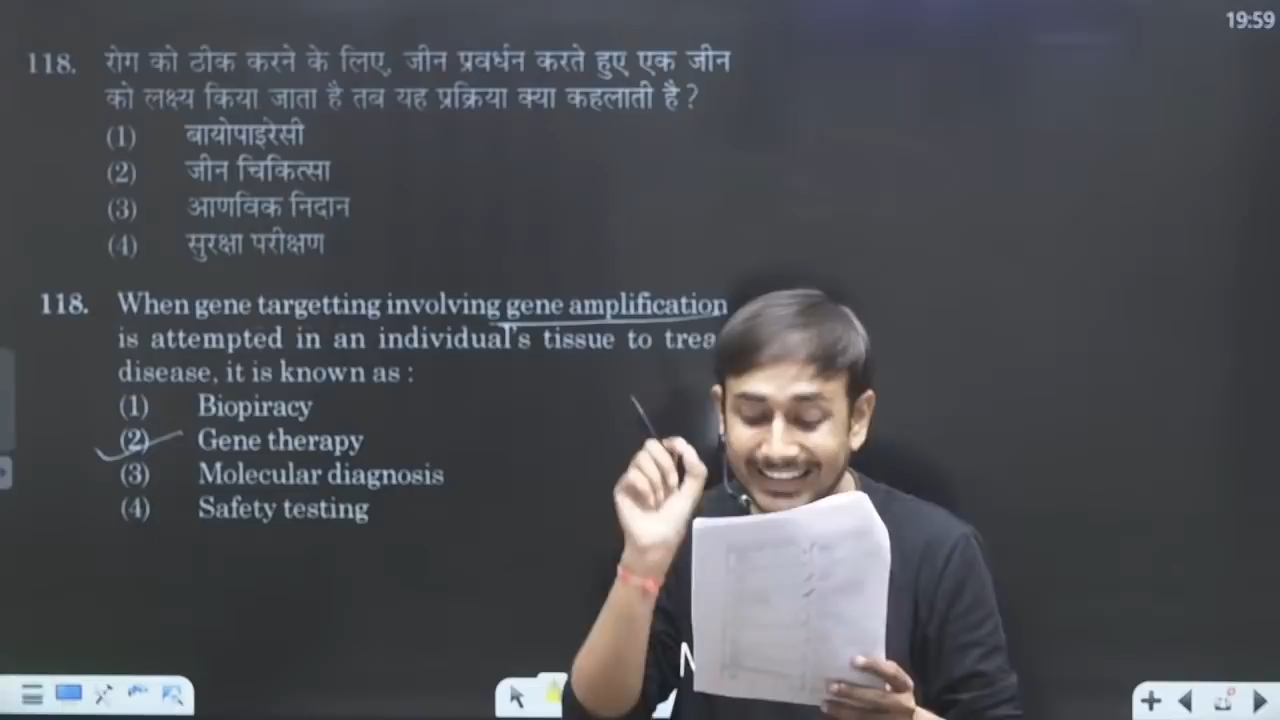 19:59
118. रोग को ठीक करने के लिए, जीन प्रवर्धन करते हुए एक जीन
को लक्ष्य किया जाता है तब यह प्रक्रिया क्या कहलाती है ?
(1) बायोपाइरेसी
(2) जीन चिकित्सा
(3) आणविक निदान
(4) सुरक्षा परीक्षण
118. When gene targetting involving gene amplification
is attempted in an individual's tissue to trea
disease, it is known as :
(1) Biopiracy
(2) Gene therapy
(3) Molecular diagnosis
(4) Safety testing
N